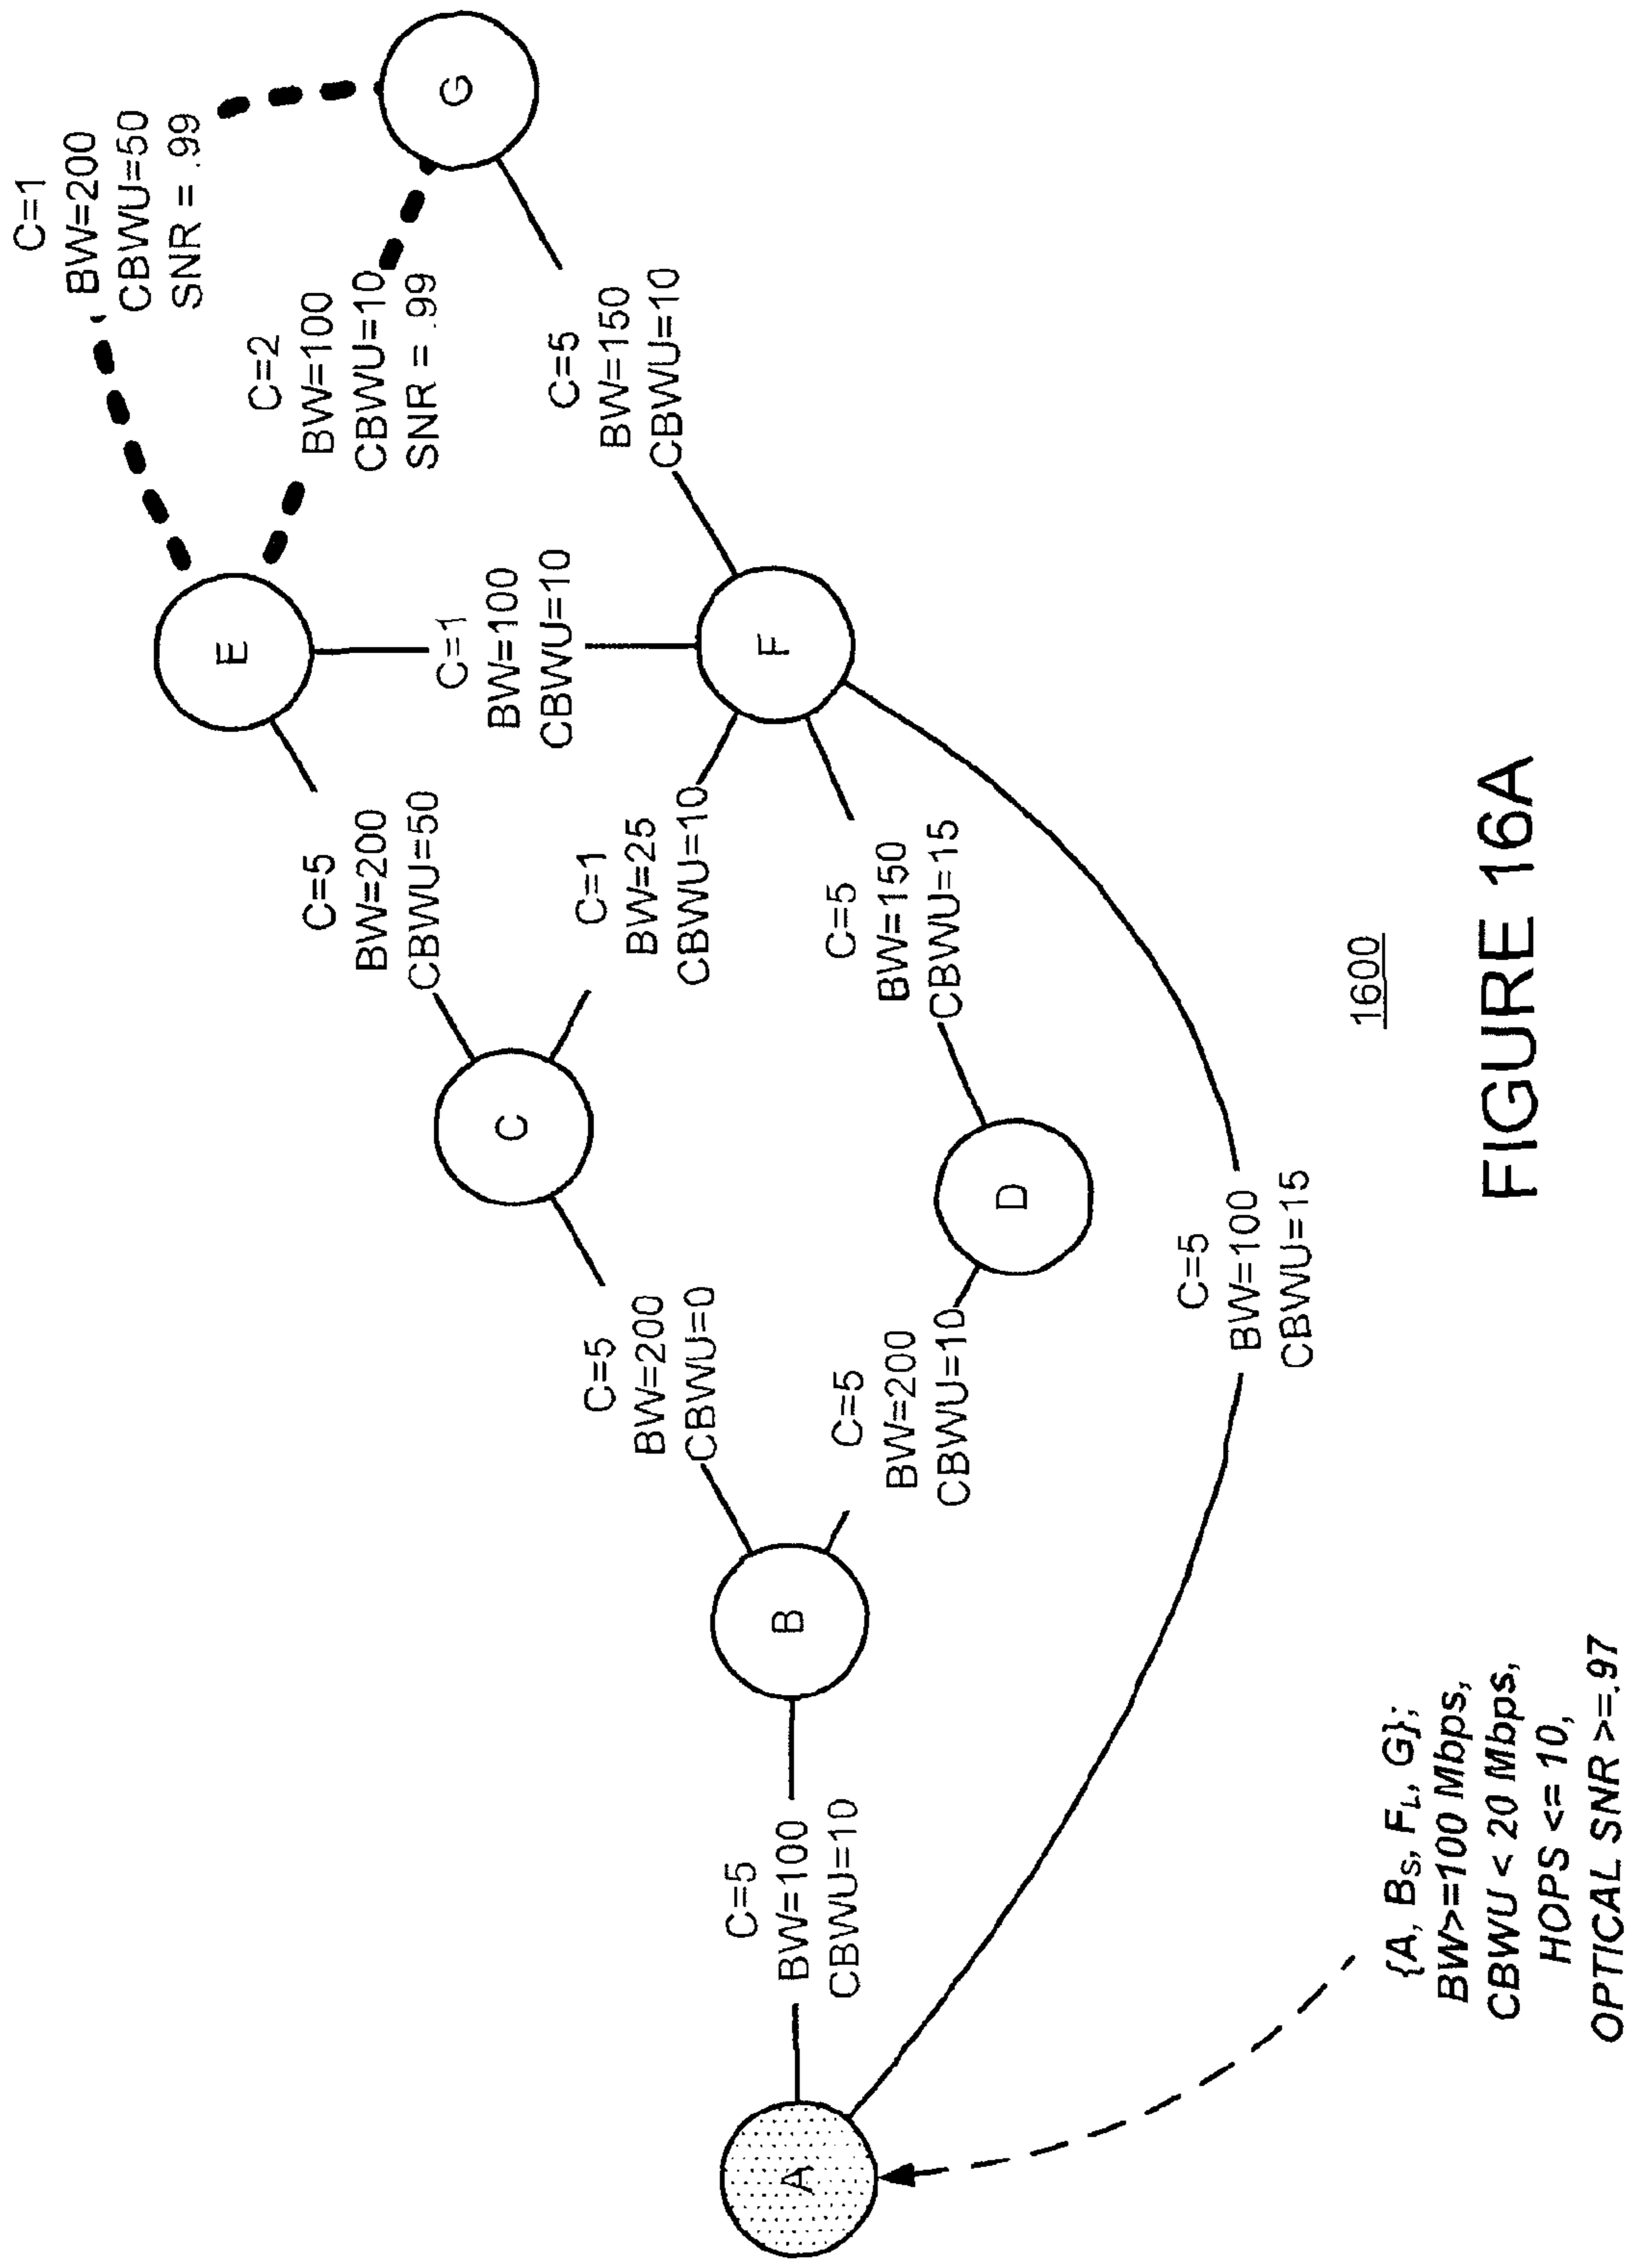 A
C=5
BW=100
CBWU=10
B
C=5
BW=200
CBWU=0
C
C=5
BW=200
CBWU=50
E
C=1
BW=200
CBWU=50
SNR = .99
C=2
BW=100
CBWU=10
SNR = .99
G
C=1
BW=100
CBWU=10
C=1
BW=25
CBWU=10
F
C=5
BW=150
CBWU=10
C=5
BW=200
CBWU=10
D
C=5
BW=150
CBWU=15
C=5
BW=100
CBWU=15
{A, BS, FL, G};
BW>=100 Mbps,
CBWU < 20 Mbps,
HOPS <= 10,
OPTICAL SNR >=.97
1600
FIGURE 16A